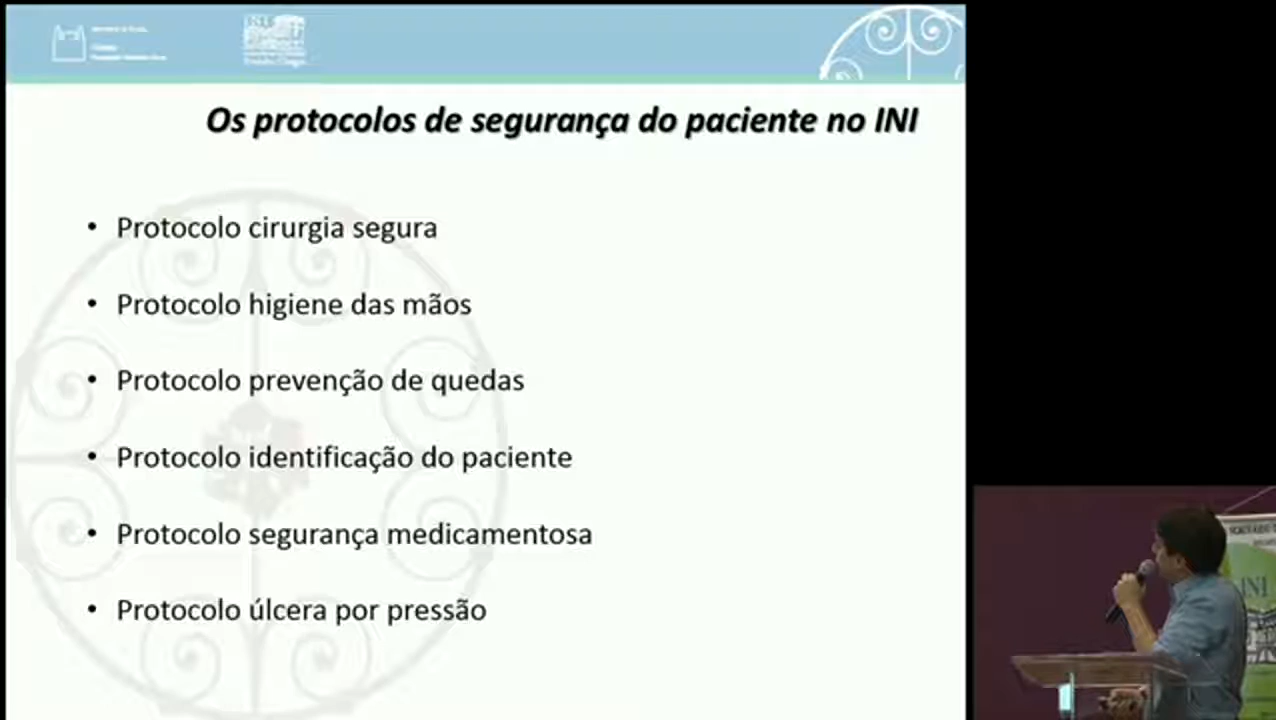 Os protocolos de segurança do paciente no INI
• Protocolo cirurgia segura
• Protocolo higiene das mãos
• Protocolo prevenção de quedas
• Protocolo identificação do paciente
• Protocolo segurança medicamentosa
• Protocolo úlcera por pressão
INI